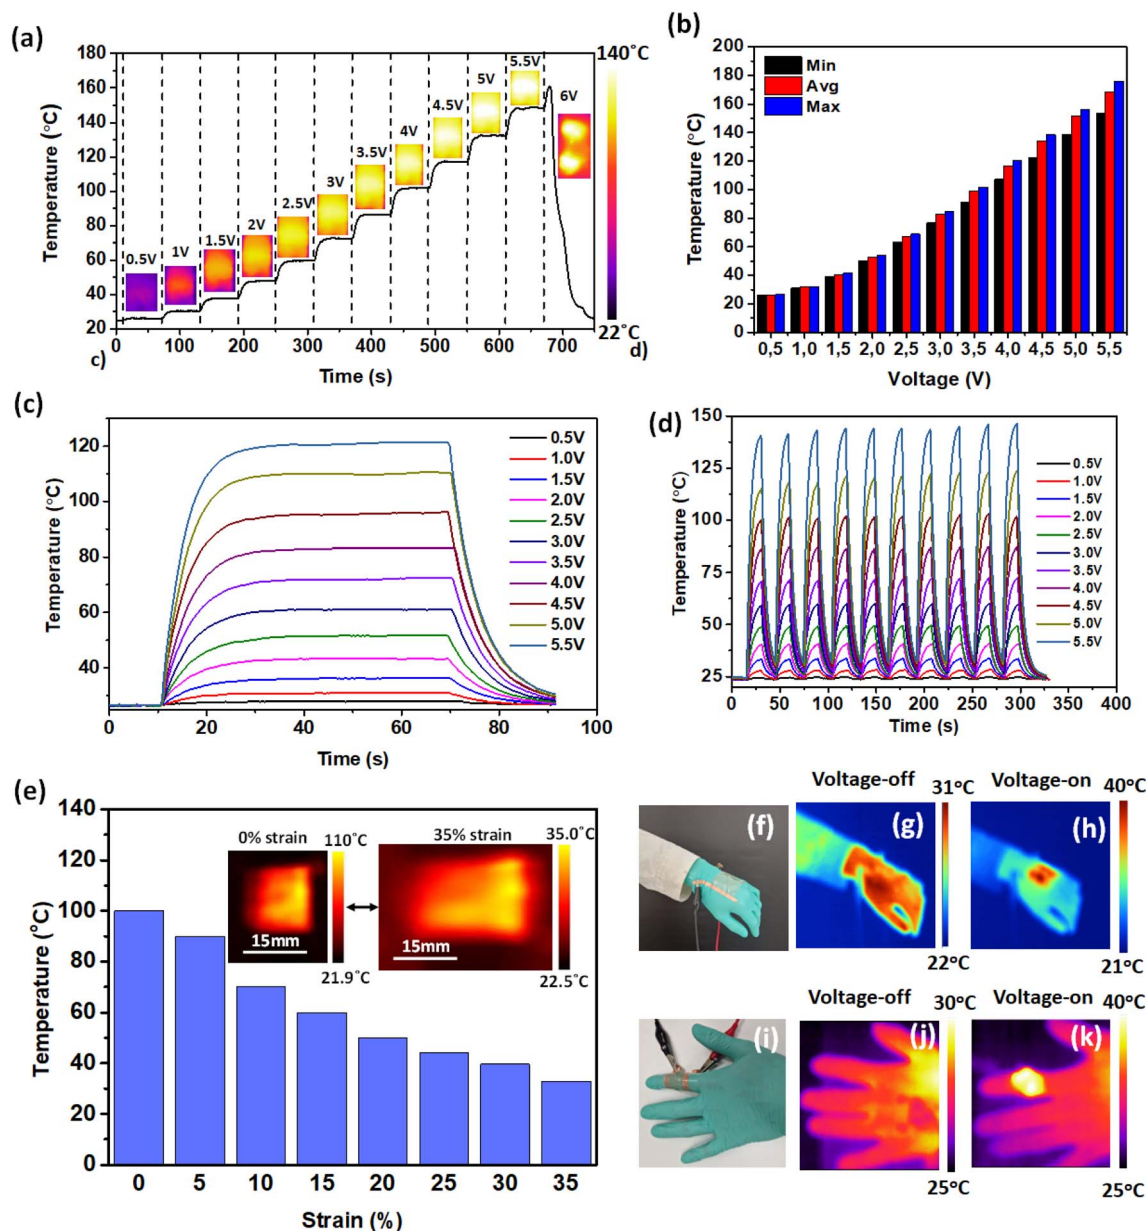 (a)
180
160
140
120
100
80
60
40
20
Temperature (°C)
0.5V
1V
1.5V
2V
2.5V
3V
3.5V
4V
4.5V
5V
5.5V
6V
140°C
22°C
0 100 200 300 400 500 600 700
c)
d)
Time (s)
(b)
200
180
160
140
120
100
80
60
40
20
0
Temperature (°C)
Min
Avg
Max
0,5 1,0 1,5 2,0 2,5 3,0 3,5 4,0 4,5 5,0 5,5
Voltage (V)
(c)
120
100
80
60
40
Temperature (°C)
0.5V
1.0V
1.5V
2.0V
2.5V
3.0V
3.5V
4.0V
4.5V
5.0V
5.5V
0 20 40 60 80 100
Time (s)
(d)
150
125
100
75
50
25
Temperature (°C)
0.5V
1.0V
1.5V
2.0V
2.5V
3.0V
3.5V
4.0V
4.5V
5.0V
5.5V
0 50 100 150 200 250 300 350 400
Time (s)
(e)
140
120
100
80
60
40
20
0
Temperature (°C)
0% strain
110°C
15mm
21.9°C
35% strain
35.0°C
15mm
22.5°C
0 5 10 15 20 25 30 35
Strain (%)
(f)
Voltage-off
31°C
(g)
22°C
Voltage-on
40°C
(h)
21°C
(i)
Voltage-off
30°C
(j)
25°C
Voltage-on
40°C
(k)
25°C